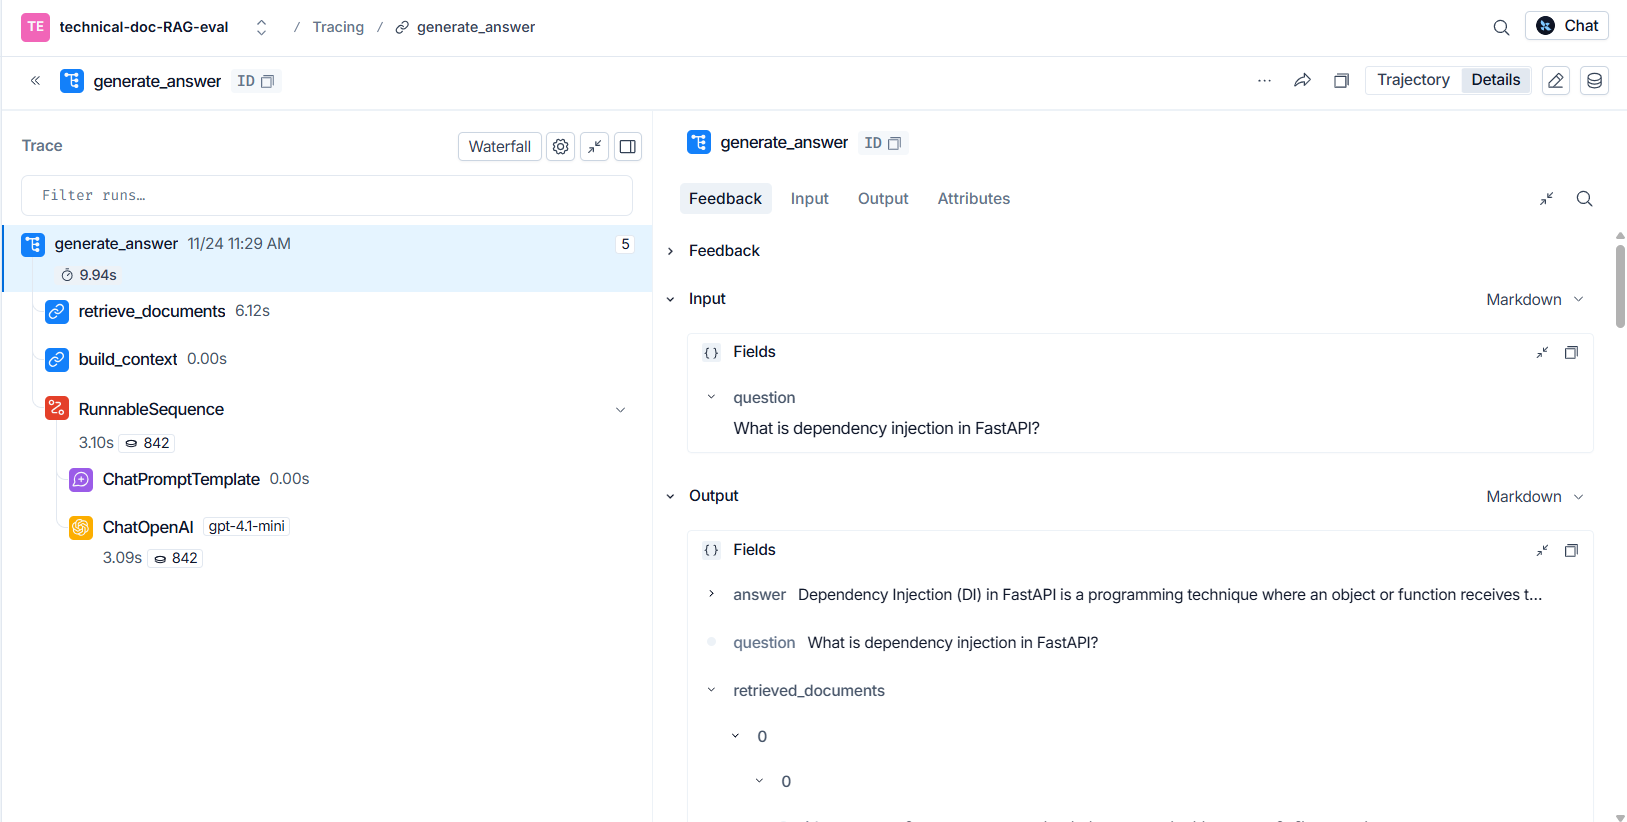 TE technical-doc-RAG-eval / Tracing / generate_answer Chat
generate_answer ID Trajectory Details
Trace Waterfall
Filter runs…
generate_answer 11/24 11:29 AM 5
9.94s
retrieve_documents 6.12s
build_context 0.00s
RunnableSequence
3.10s 842
ChatPromptTemplate 0.00s
ChatOpenAI gpt-4.1-mini
3.09s 842
generate_answer ID
Feedback Input Output Attributes
Feedback
Input Markdown
{} Fields
question
What is dependency injection in FastAPI?
Output Markdown
{} Fields
answer Dependency Injection (DI) in FastAPI is a programming technique where an object or function receives t...
question What is dependency injection in FastAPI?
retrieved_documents
0
0